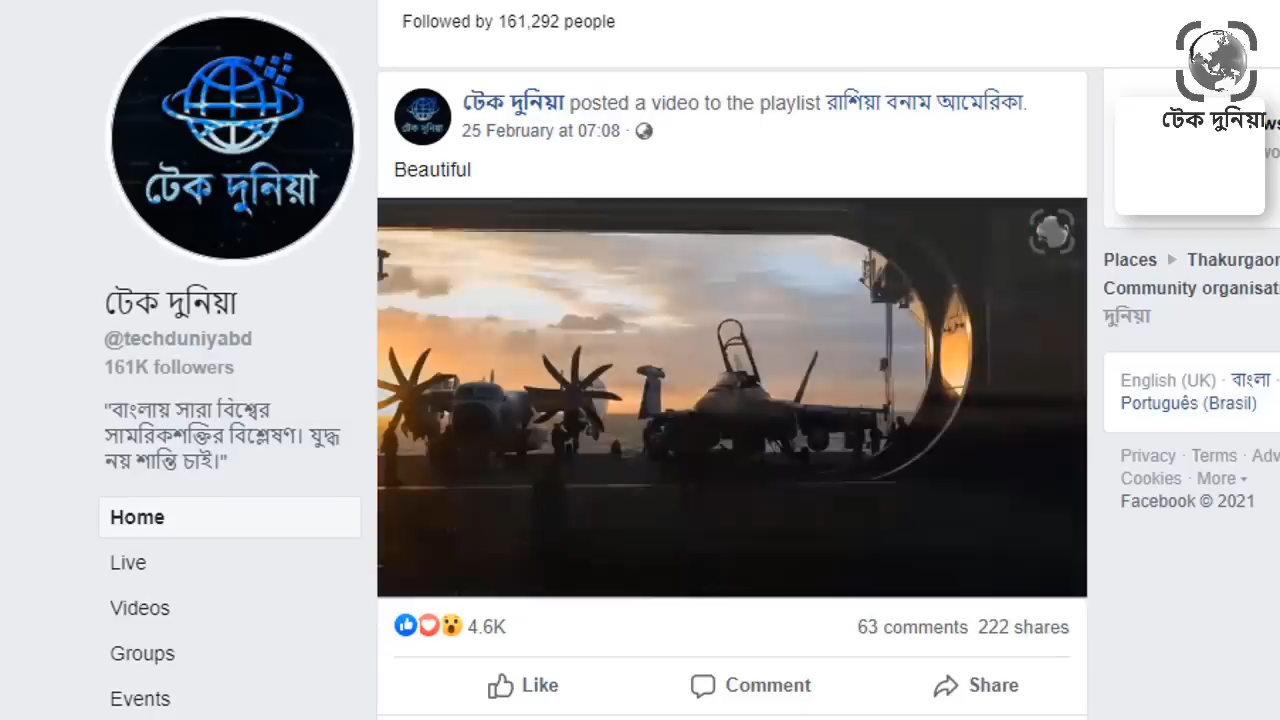 Followed by 161,292 people
টেক দুনিয়া
টেক দুনিয়া
@techduniyabd
161K followers
"বাংলায় সারা বিশ্বের
সামরিকশক্তির বিশ্লেষণ। যুদ্ধ
নয় শান্তি চাই।"
Home
Live
Videos
Groups
Events
টেক দুনিয়া posted a video to the playlist রাশিয়া বনাম আমেরিকা.
25 February at 07:08 ·
Beautiful
4.6K
63 comments 222 shares
Like Comment Share
টেক দুনিয়া
Places Thakurgaon
Community organisati
দুনিয়া
English (UK) · বাংলা ·
Português (Brasil)
Privacy · Terms · Adv
Cookies · More
Facebook © 2021